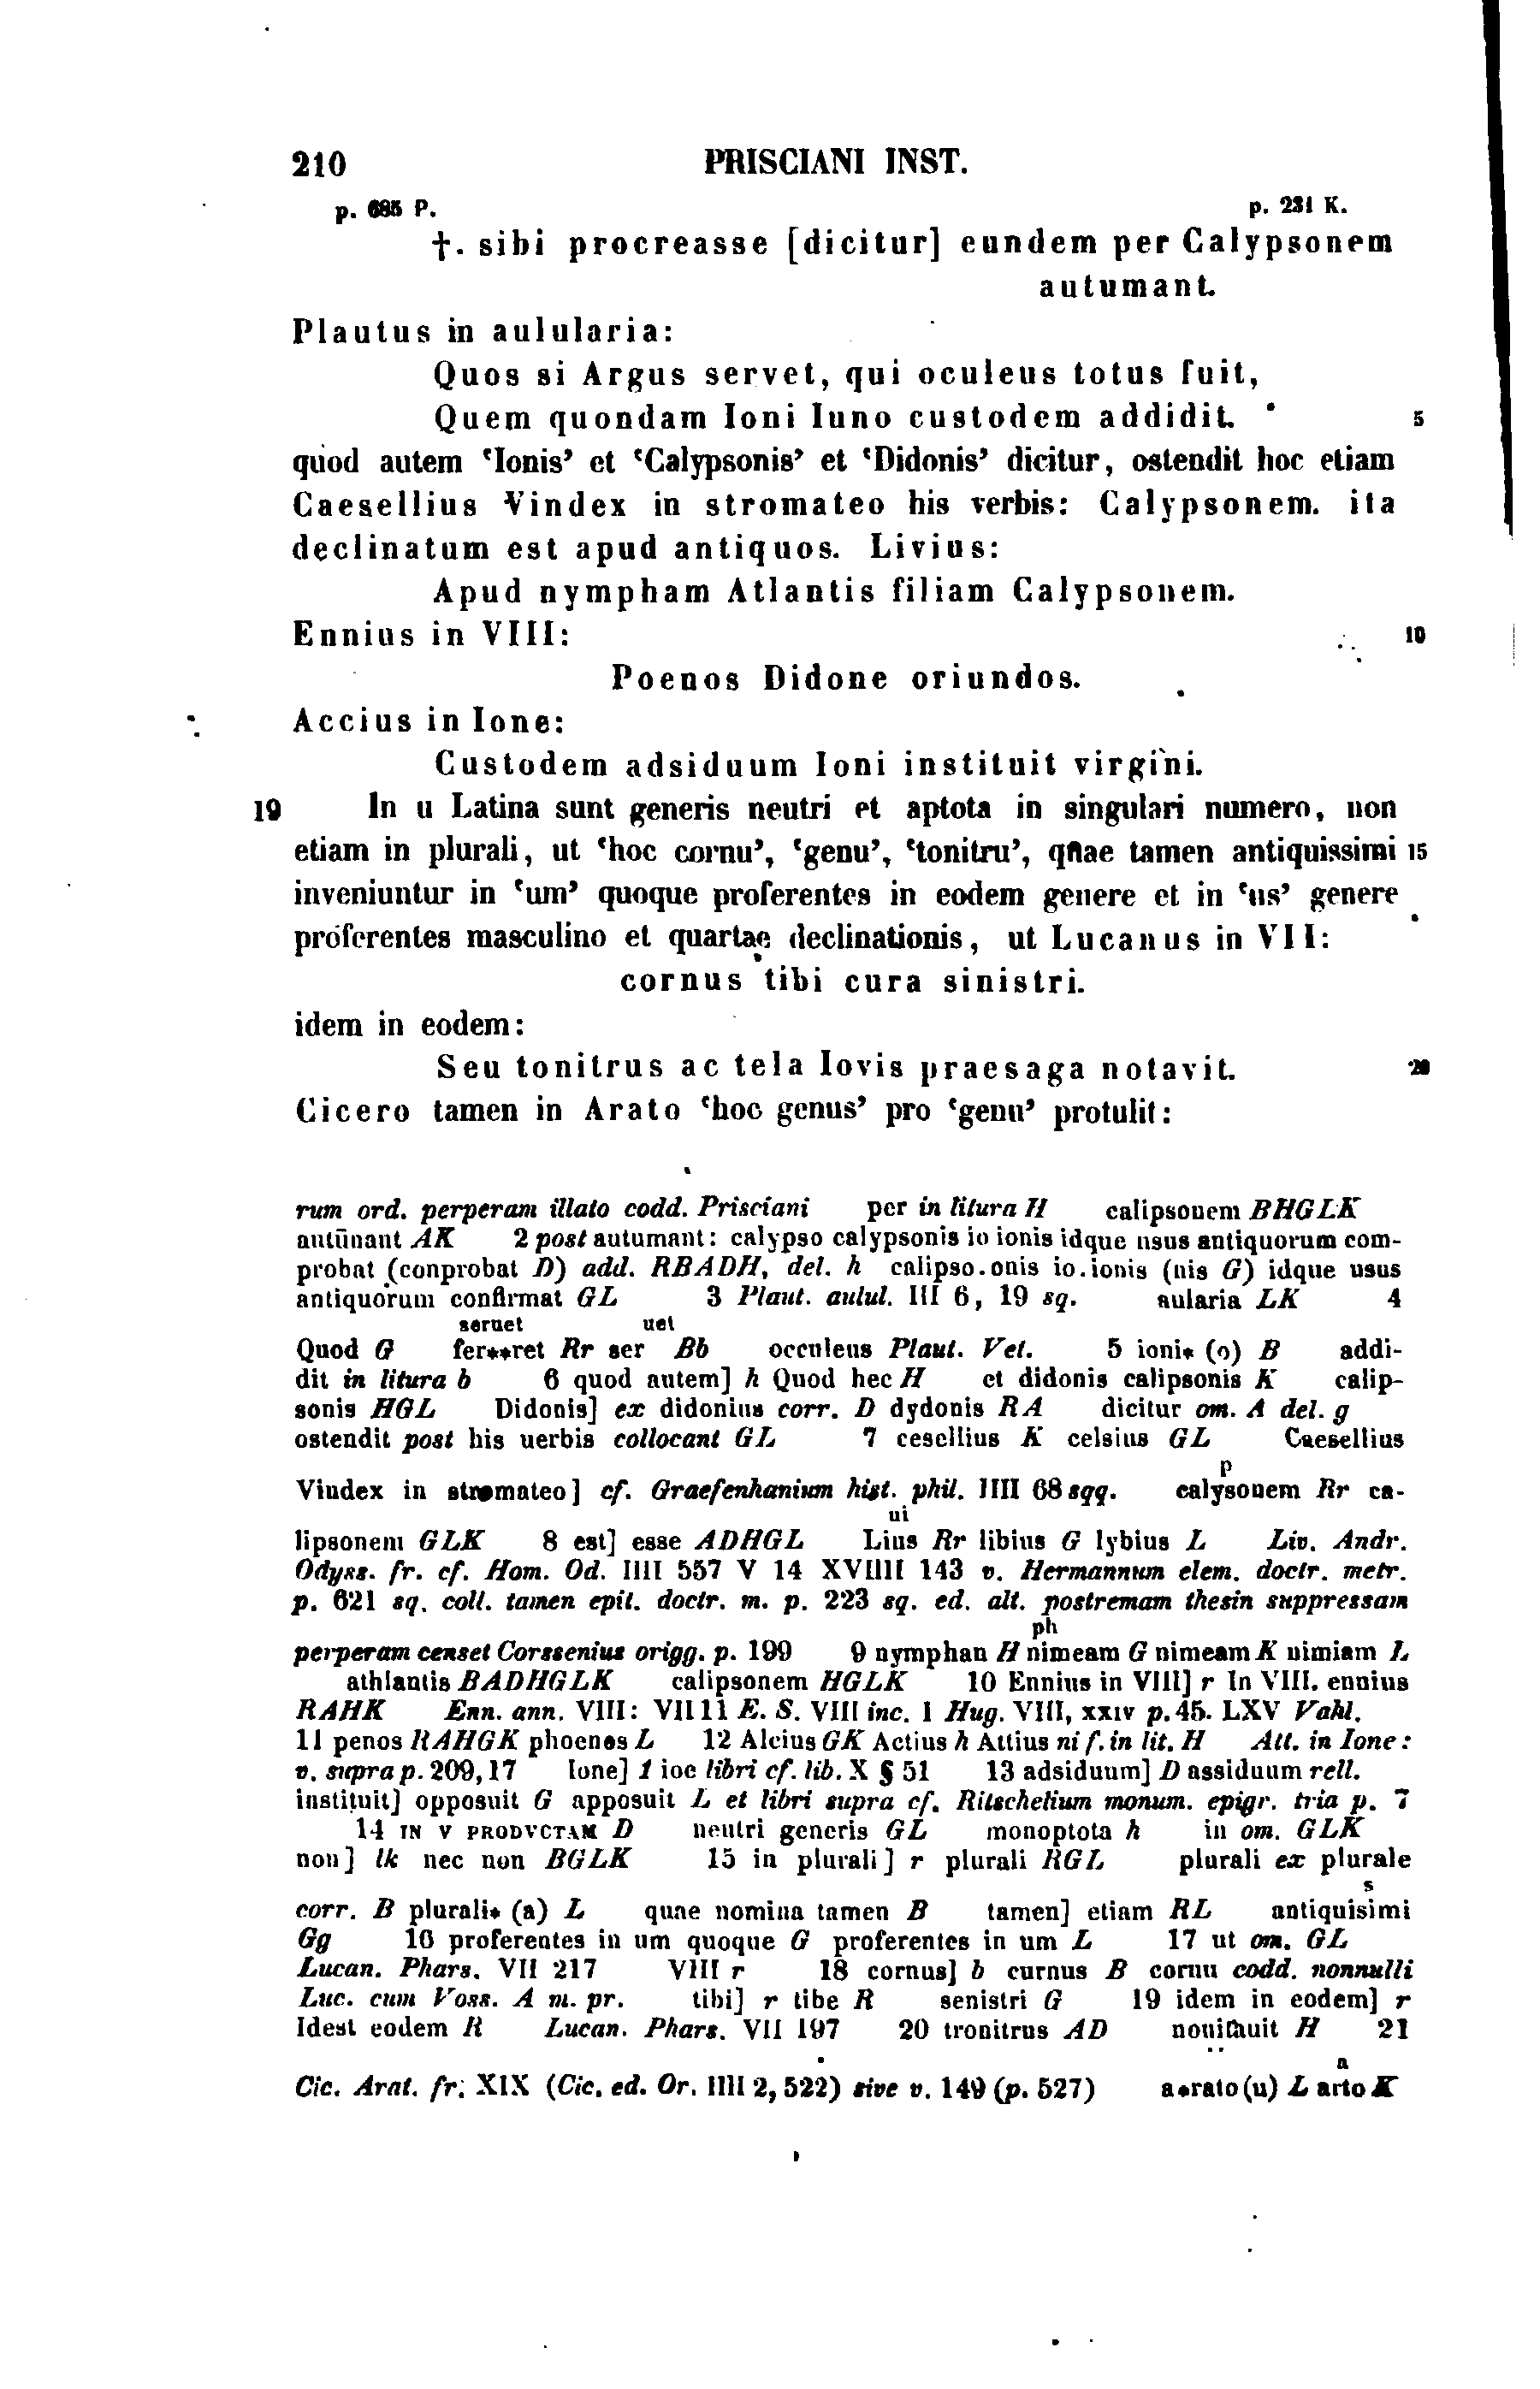 210 PRISCIANI INST.
p. 685 P. p. 231 K.
†. sibi procreasse [dicitur] eundem per Calypsonem
autumant.
Plautus in aulularia:
Quos si Argus servet, qui oculeus totus fuit,
Quem quondam Ioni Iuno custodem addidit. 5
quod autem ‘Ionis’ et ‘Calypsonis’ et ‘Didonis’ dicitur, ostendit hoc etiam
Caesellius Vindex in stromateo his verbis: Calypsonem. ita
declinatum est apud antiquos. Livius:
Apud nympham Atlantis filiam Calypsonem.
Ennius in VIII: 10
Poenos Didone oriundos.
Accius in Ione:
Custodem adsiduum Ioni instituit virgini.
19 In u Latina sunt generis neutri et aptota in singulari numero, non
etiam in plurali, ut ‘hoc cornu’, ‘genu’, ‘tonitru’, quae tamen antiquissimi 15
inveniuntur in ‘um’ quoque proferentes in eodem genere et in ‘us’ genere
proferentes masculino et quartae declinationis, ut Lucanus in VII:
cornus tibi cura sinistri.
idem in eodem:
Seu tonitrus ac tela Iovis praesaga notavit. 20
Cicero tamen in Arato ‘hoc genus’ pro ‘genu’ protulit:
rum ord. perperam illato codd. Prisciani per in litura H calipsonem BHGLK
autūnant AK 2 post autumant: calypso calypsonis io ionis idque usus antiquorum com-
probat (conprobat D) add. RBADH, del. h calipso.onis io.ionis (nis G) idque usus
antiquorum confirmat GL 3 Plaut. aulul. III 6, 19 sq. aularia LK 4
seruet uet
Quod G fer**ret Rr ser Bb occuleus Plaut. Vet. 5 ioni* (o) B addi-
dit in litura b 6 quod autem] h Quod hec H et didonis calipsonis K calip-
sonis HGL Didonis] ex didonius corr. D dydonis RA dicitur om. A del. g
ostendit post his uerbis collocant GL 7 cesellius K celsius GL Caesellius
p
Vindex in stromateo] cf. Graefenhanium hist. phil. IIII 68 sqq. calysonem Rr ca-
ui
lipsonem GLK 8 est] esse ADHGL Lius Rr libius G lybius L Liv. Andr.
Odyss. fr. cf. Hom. Od. IIII 557 V 14 XVIIII 143 v. Hermannum elem. doctr. metr.
p. 621 sq. coll. tamen epit. doctr. m. p. 223 sq. ed. alt. postremam thesin suppressam
ph
perperam censet Corssenius origg. p. 199 9 nymphan H nimeam G nimeam K nimiam L
athlantis BADHGLK calipsonem HGLK 10 Ennius in VIII] r In VIII. ennius
RAHK Enn. ann. VIII: VII 11 E. S. VIII inc. 1 Hug. VIII, xxiv p. 45. LXV Vahl.
11 penos RAHGK phoenos L 12 Alcius GK Actius h Attius ni f. in lit. H Att. in Ione:
v. supra p. 209, 17 Ione] 1 ioe libri cf. lib. X § 51 13 adsiduum] D assiduum rell.
instituit] opposuit G apposuit L et libri supra cf. Ritschelium monum. epigr. tria p. 7
14 IN V PRODVCTAM D neutri generis GL monoptota h in om. GLK
non] lk nec non BGLK 15 in plurali] r plurali RGL plurali ex plurale
s
corr. B plurali* (a) L quae nomina tamen B tamen] etiam RL antiquisimi
Gg 16 proferentes in um quoque G proferentes in um L 17 ut om. GL
Lucan. Phars. VII 217 VIII r 18 cornus] b curnus B cornu codd. nonnulli
Luc. cum Voss. A m. pr. tibi] r tibe R senistri G 19 idem in eodem] r
Idest eodem R Lucan. Phars. VII 197 20 tronitrus AD H 21
a
Cic. Arat. fr. XIX (Cic. ed. Or. IIII 2, 522) sive v. 149 (p. 527) a*rato (u) L arto K